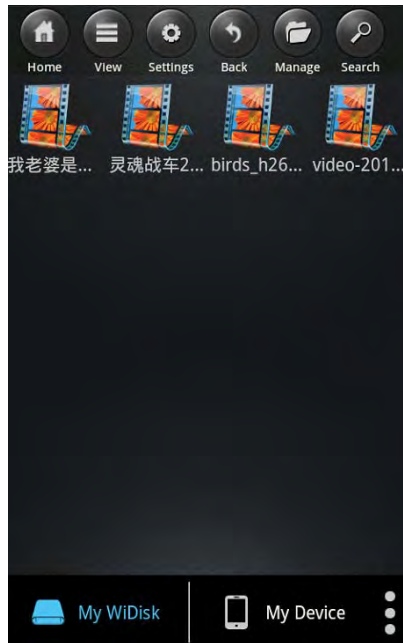 Home View Settings Back Manage Search
我老婆是... 灵魂战车2... birds_h26... video-201...
My WiDisk My Device